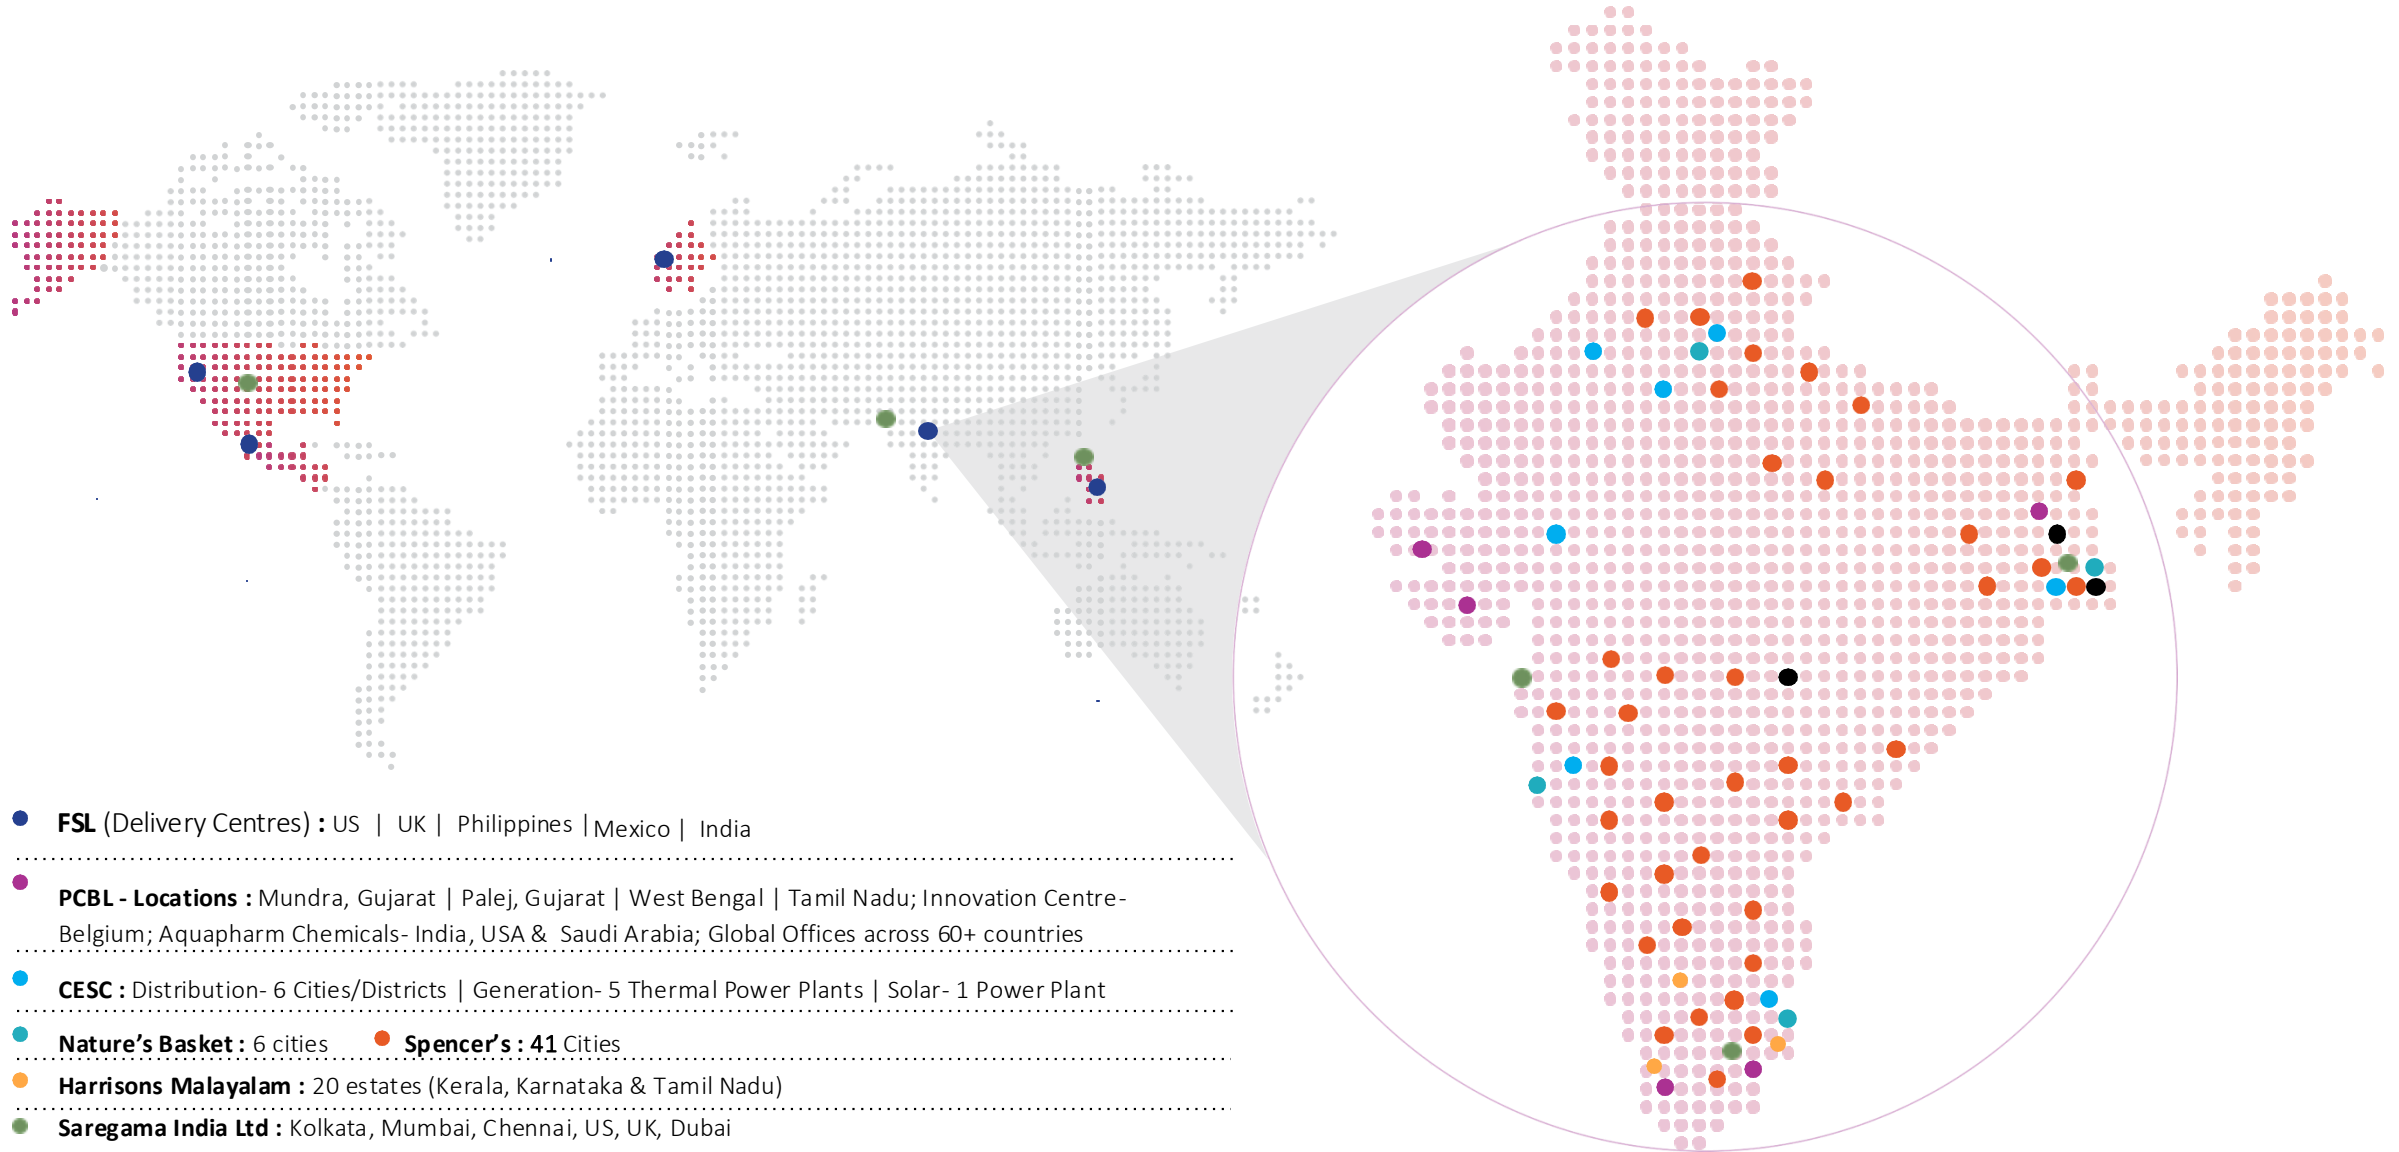 FSL (Delivery Centres) : US | UK | Philippines | Mexico | India
PCBL - Locations : Mundra, Gujarat | Palej, Gujarat | West Bengal | Tamil Nadu; Innovation Centre-
Belgium; Aquapharm Chemicals- India, USA & Saudi Arabia; Global Offices across 60+ countries
CESC : Distribution- 6 Cities/Districts | Generation- 5 Thermal Power Plants | Solar- 1 Power Plant
Nature’s Basket : 6 cities Spencer’s : 41 Cities
Harrisons Malayalam : 20 estates (Kerala, Karnataka & Tamil Nadu)
Saregama India Ltd : Kolkata, Mumbai, Chennai, US, UK, Dubai